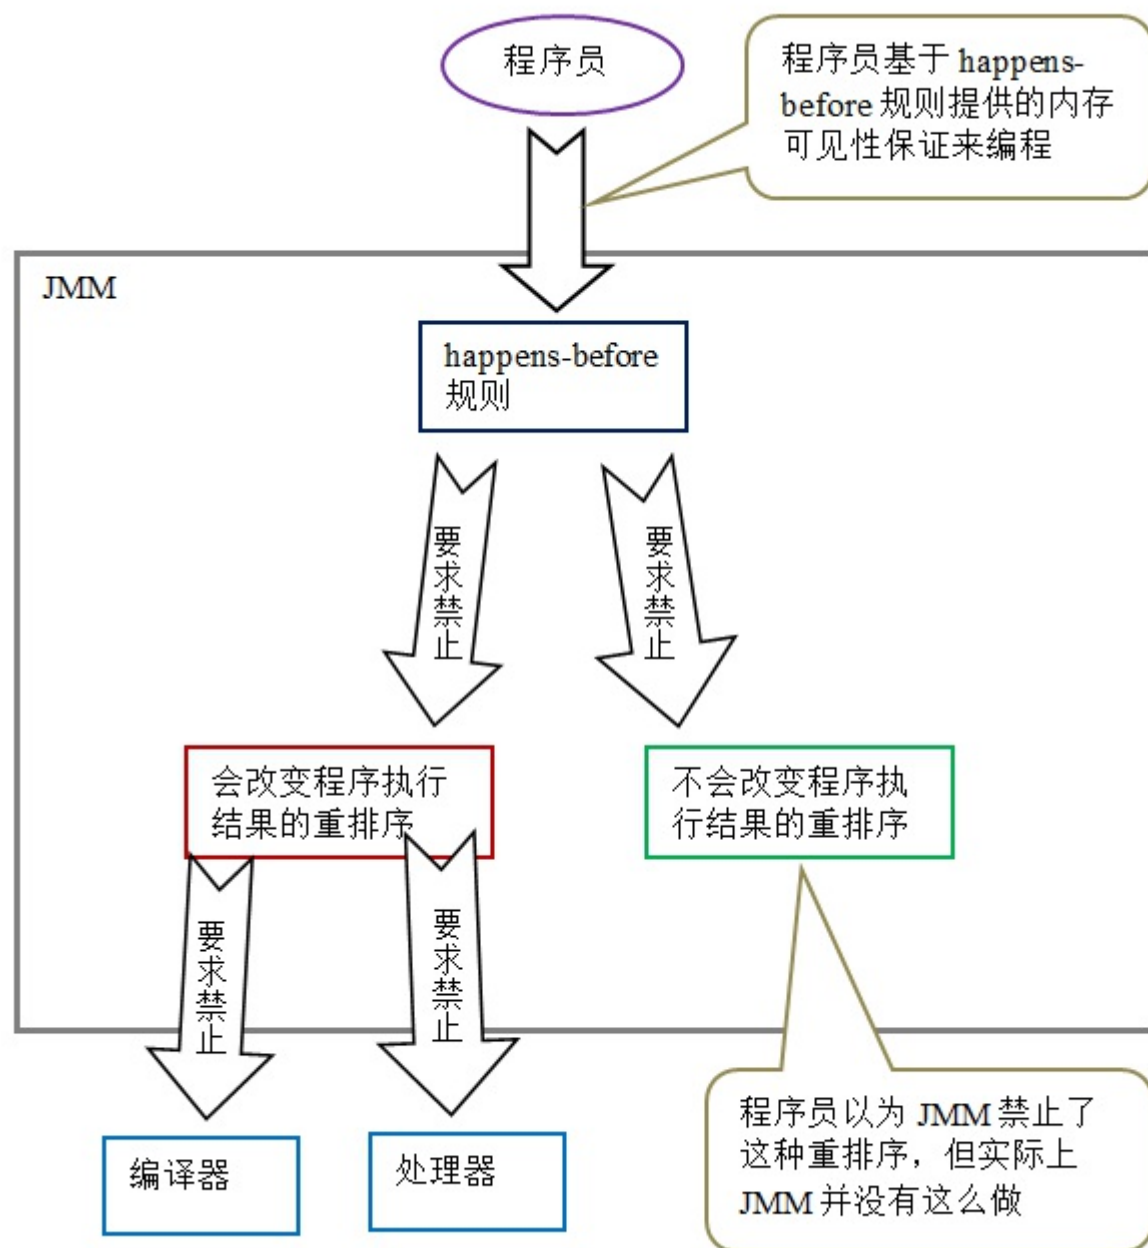 程序员
程序员基于 happens-
before 规则提供的内存
可见性保证来编程
JMM
happens-before
规则
要求禁止
要求禁止
会改变程序执行
结果的重排序
不会改变程序执
行结果的重排序
要求禁止
要求禁止
编译器
处理器
程序员以为 JMM 禁止了
这种重排序，但实际上
JMM 并没有这么做